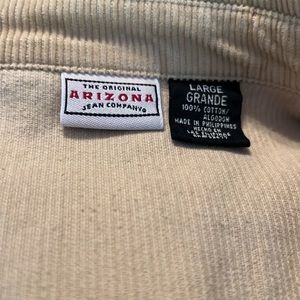 THE ORIGINAL
ARIZONA
JEAN COMPANY®
LARGE
GRANDE
100% COTTON/
ALGODON
MADE IN PHILIPPINES
HECHO EN